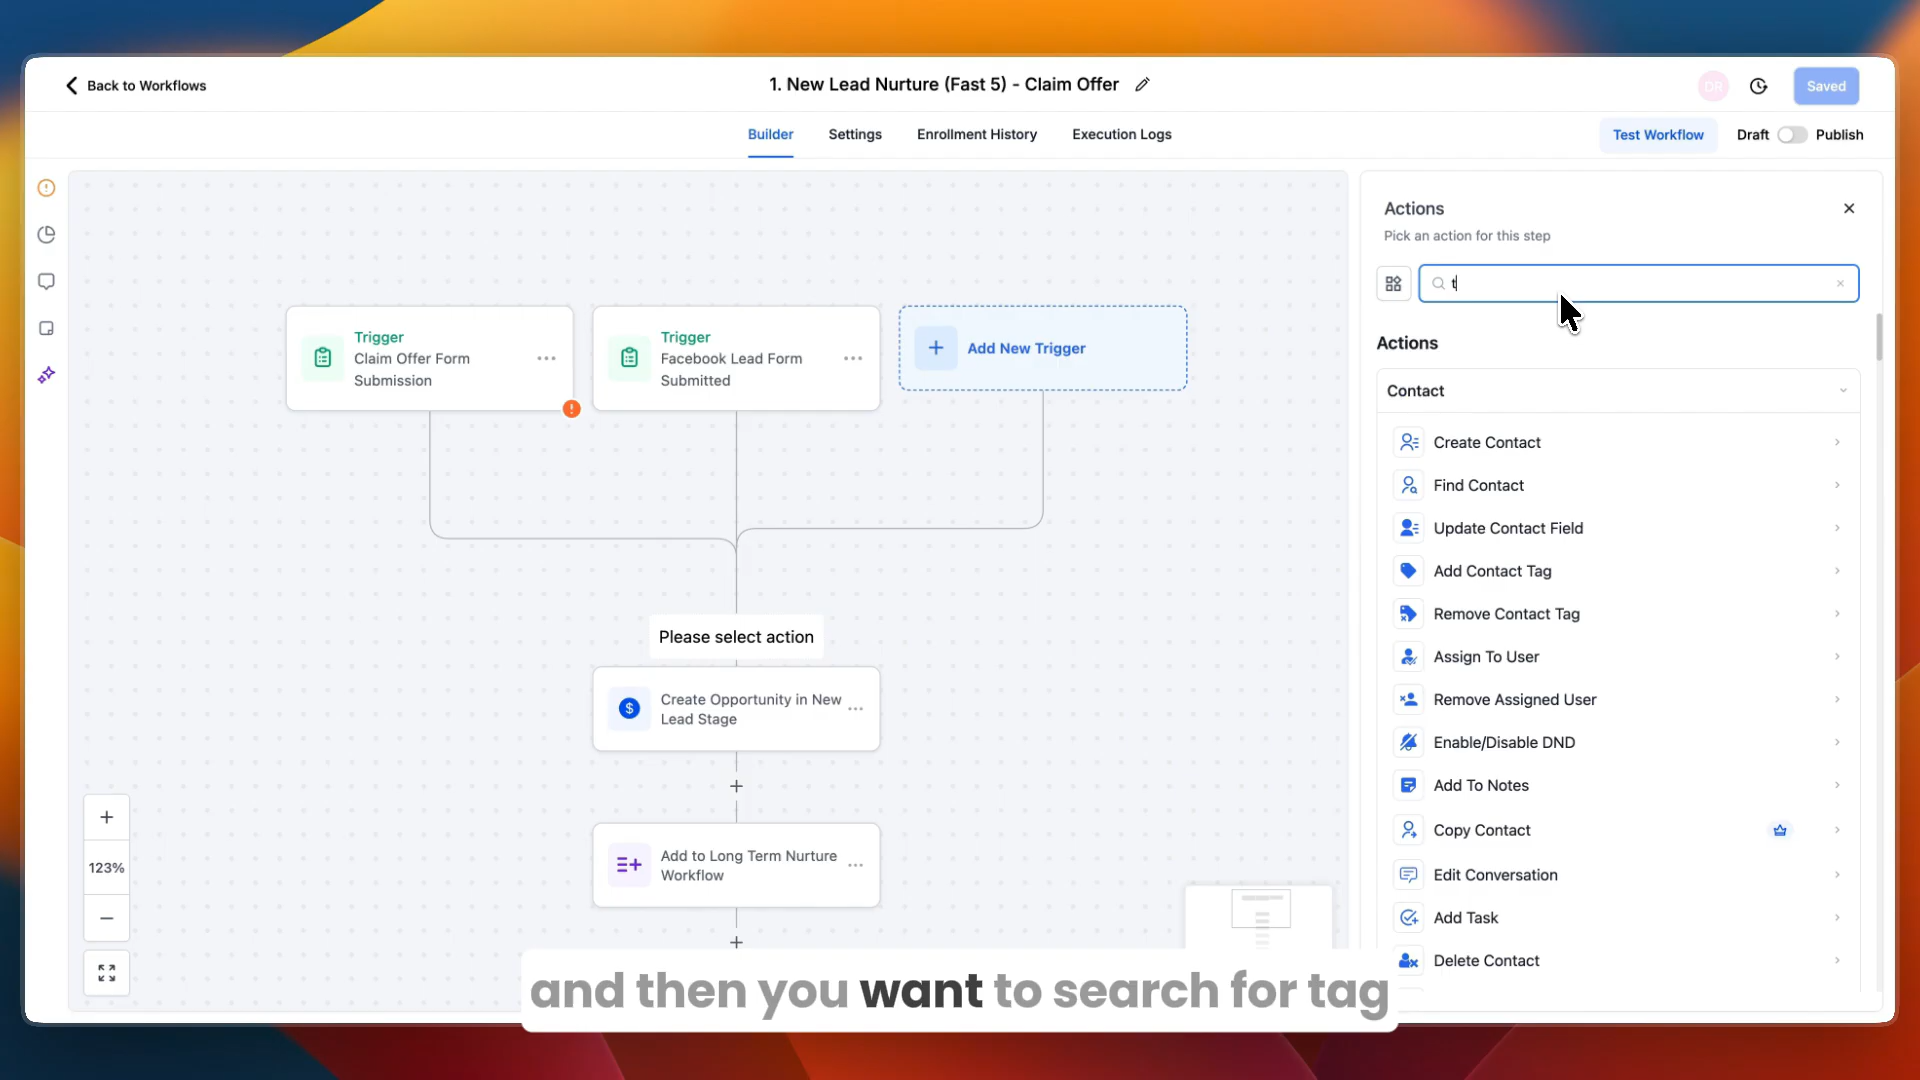 Back to Workflows
1. New Lead Nurture (Fast 5) - Claim Offer
DR
Saved
Builder
Settings
Enrollment History
Execution Logs
Test Workflow
Draft
Publish
Trigger
Claim Offer Form
Submission
Trigger
Facebook Lead Form
Submitted
Add New Trigger
Please select action
Create Opportunity in New
Lead Stage
Add to Long Term Nurture
Workflow
123%
Actions
Pick an action for this step
t
Actions
Contact
Create Contact
Find Contact
Update Contact Field
Add Contact Tag
Remove Contact Tag
Assign To User
Remove Assigned User
Enable/Disable DND
Add To Notes
Copy Contact
Edit Conversation
Add Task
Delete Contact
and then you want to search for tag